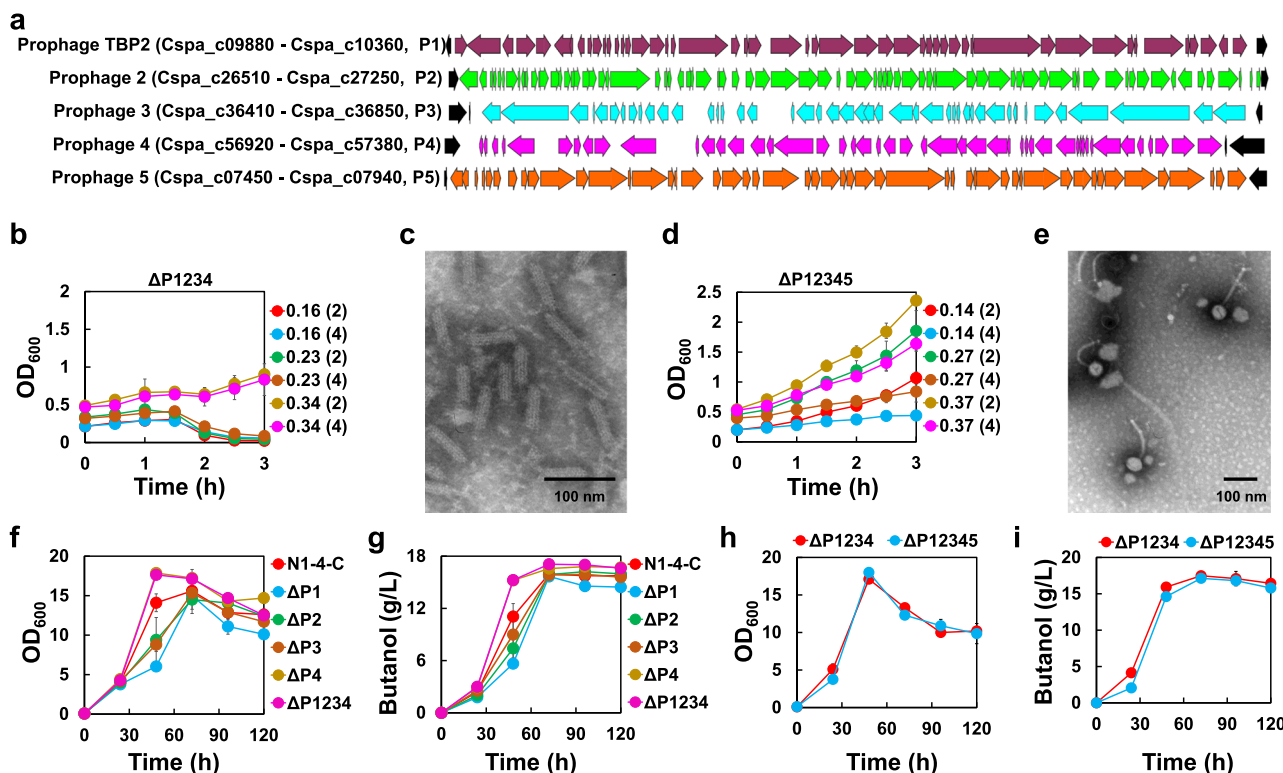 a
Prophage TBP2 (Cspa_c09880 - Cspa_c10360, P1)
Prophage 2 (Cspa_c26510 - Cspa_c27250, P2)
Prophage 3 (Cspa_c36410 - Cspa_c36850, P3)
Prophage 4 (Cspa_c56920 - Cspa_c57380, P4)
Prophage 5 (Cspa_c07450 - Cspa_c07940, P5)
b
ΔP1234
OD600
2
1.5
1
0.5
0
0 1 2 3
Time (h)
0.16 (2)
0.16 (4)
0.23 (2)
0.23 (4)
0.34 (2)
0.34 (4)
c
100 nm
d
ΔP12345
OD600
2.5
2
1.5
1
0.5
0
0 1 2 3
Time (h)
0.14 (2)
0.14 (4)
0.27 (2)
0.27 (4)
0.37 (2)
0.37 (4)
e
100 nm
f
OD600
20
15
10
5
0
0 30 60 90 120
Time (h)
N1-4-C
ΔP1
ΔP2
ΔP3
ΔP4
ΔP1234
g
Butanol (g/L)
18
12
6
0
0 30 60 90 120
Time (h)
N1-4-C
ΔP1
ΔP2
ΔP3
ΔP4
ΔP1234
h
ΔP1234 ΔP12345
OD600
20
15
10
5
0
0 30 60 90 120
Time (h)
i
ΔP1234 ΔP12345
Butanol (g/L)
20
15
10
5
0
0 30 60 90 120
Time (h)